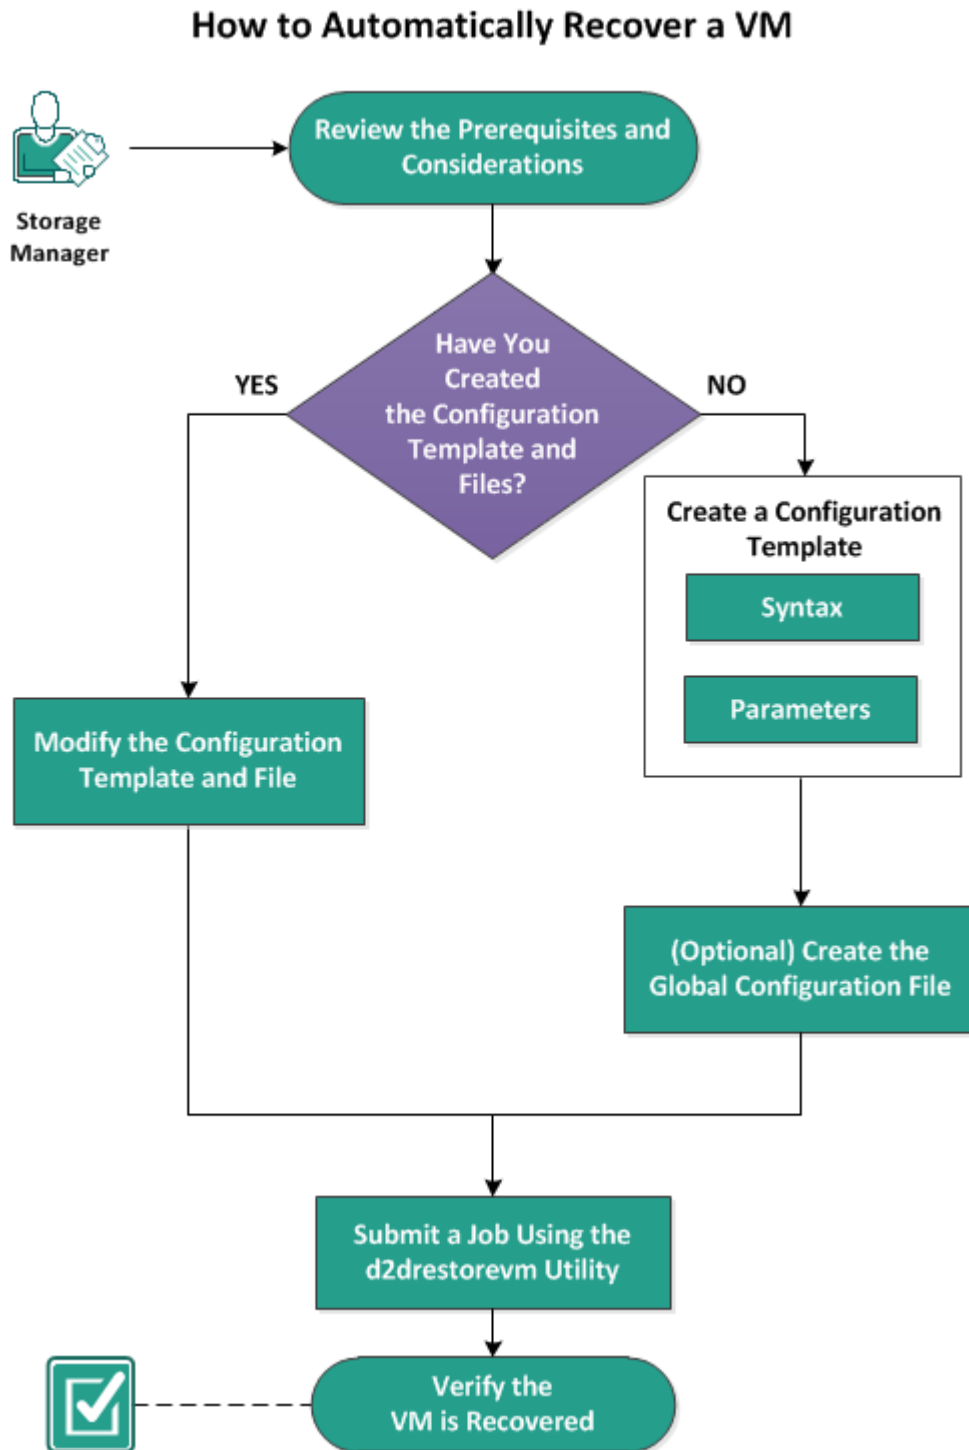 How to Automatically Recover a VM
Review the Prerequisites and
Considerations
Storage
Manager
Have You
Created
the Configuration
Template and
Files?
YES
NO
Create a Configuration
Template
Syntax
Parameters
Modify the Configuration
Template and File
(Optional) Create the
Global Configuration File
Submit a Job Using the
d2drestorevm Utility
Verify the
VM is Recovered